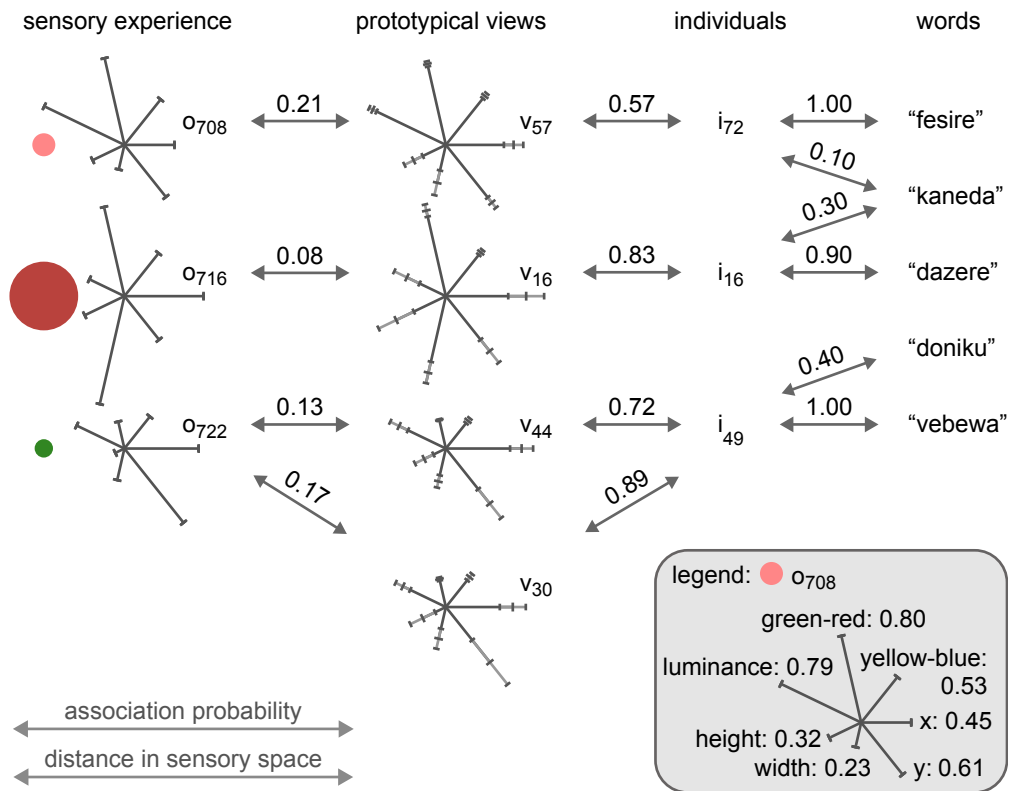 sensory experience prototypical views individuals words
o708 0.21 v57 0.57 i72 1.00 “fesire”
0.10 “kaneda”
0.30
o716 0.08 v16 0.83 i16 0.90 “dazere”
0.40 “doniku”
o722 0.13 v44 0.72 i49 1.00 “vebewa”
0.17 0.89
v30
legend: o708
green-red: 0.80
luminance: 0.79 yellow-blue:
0.53
x: 0.45
height: 0.32
width: 0.23 y: 0.61
association probability
distance in sensory space